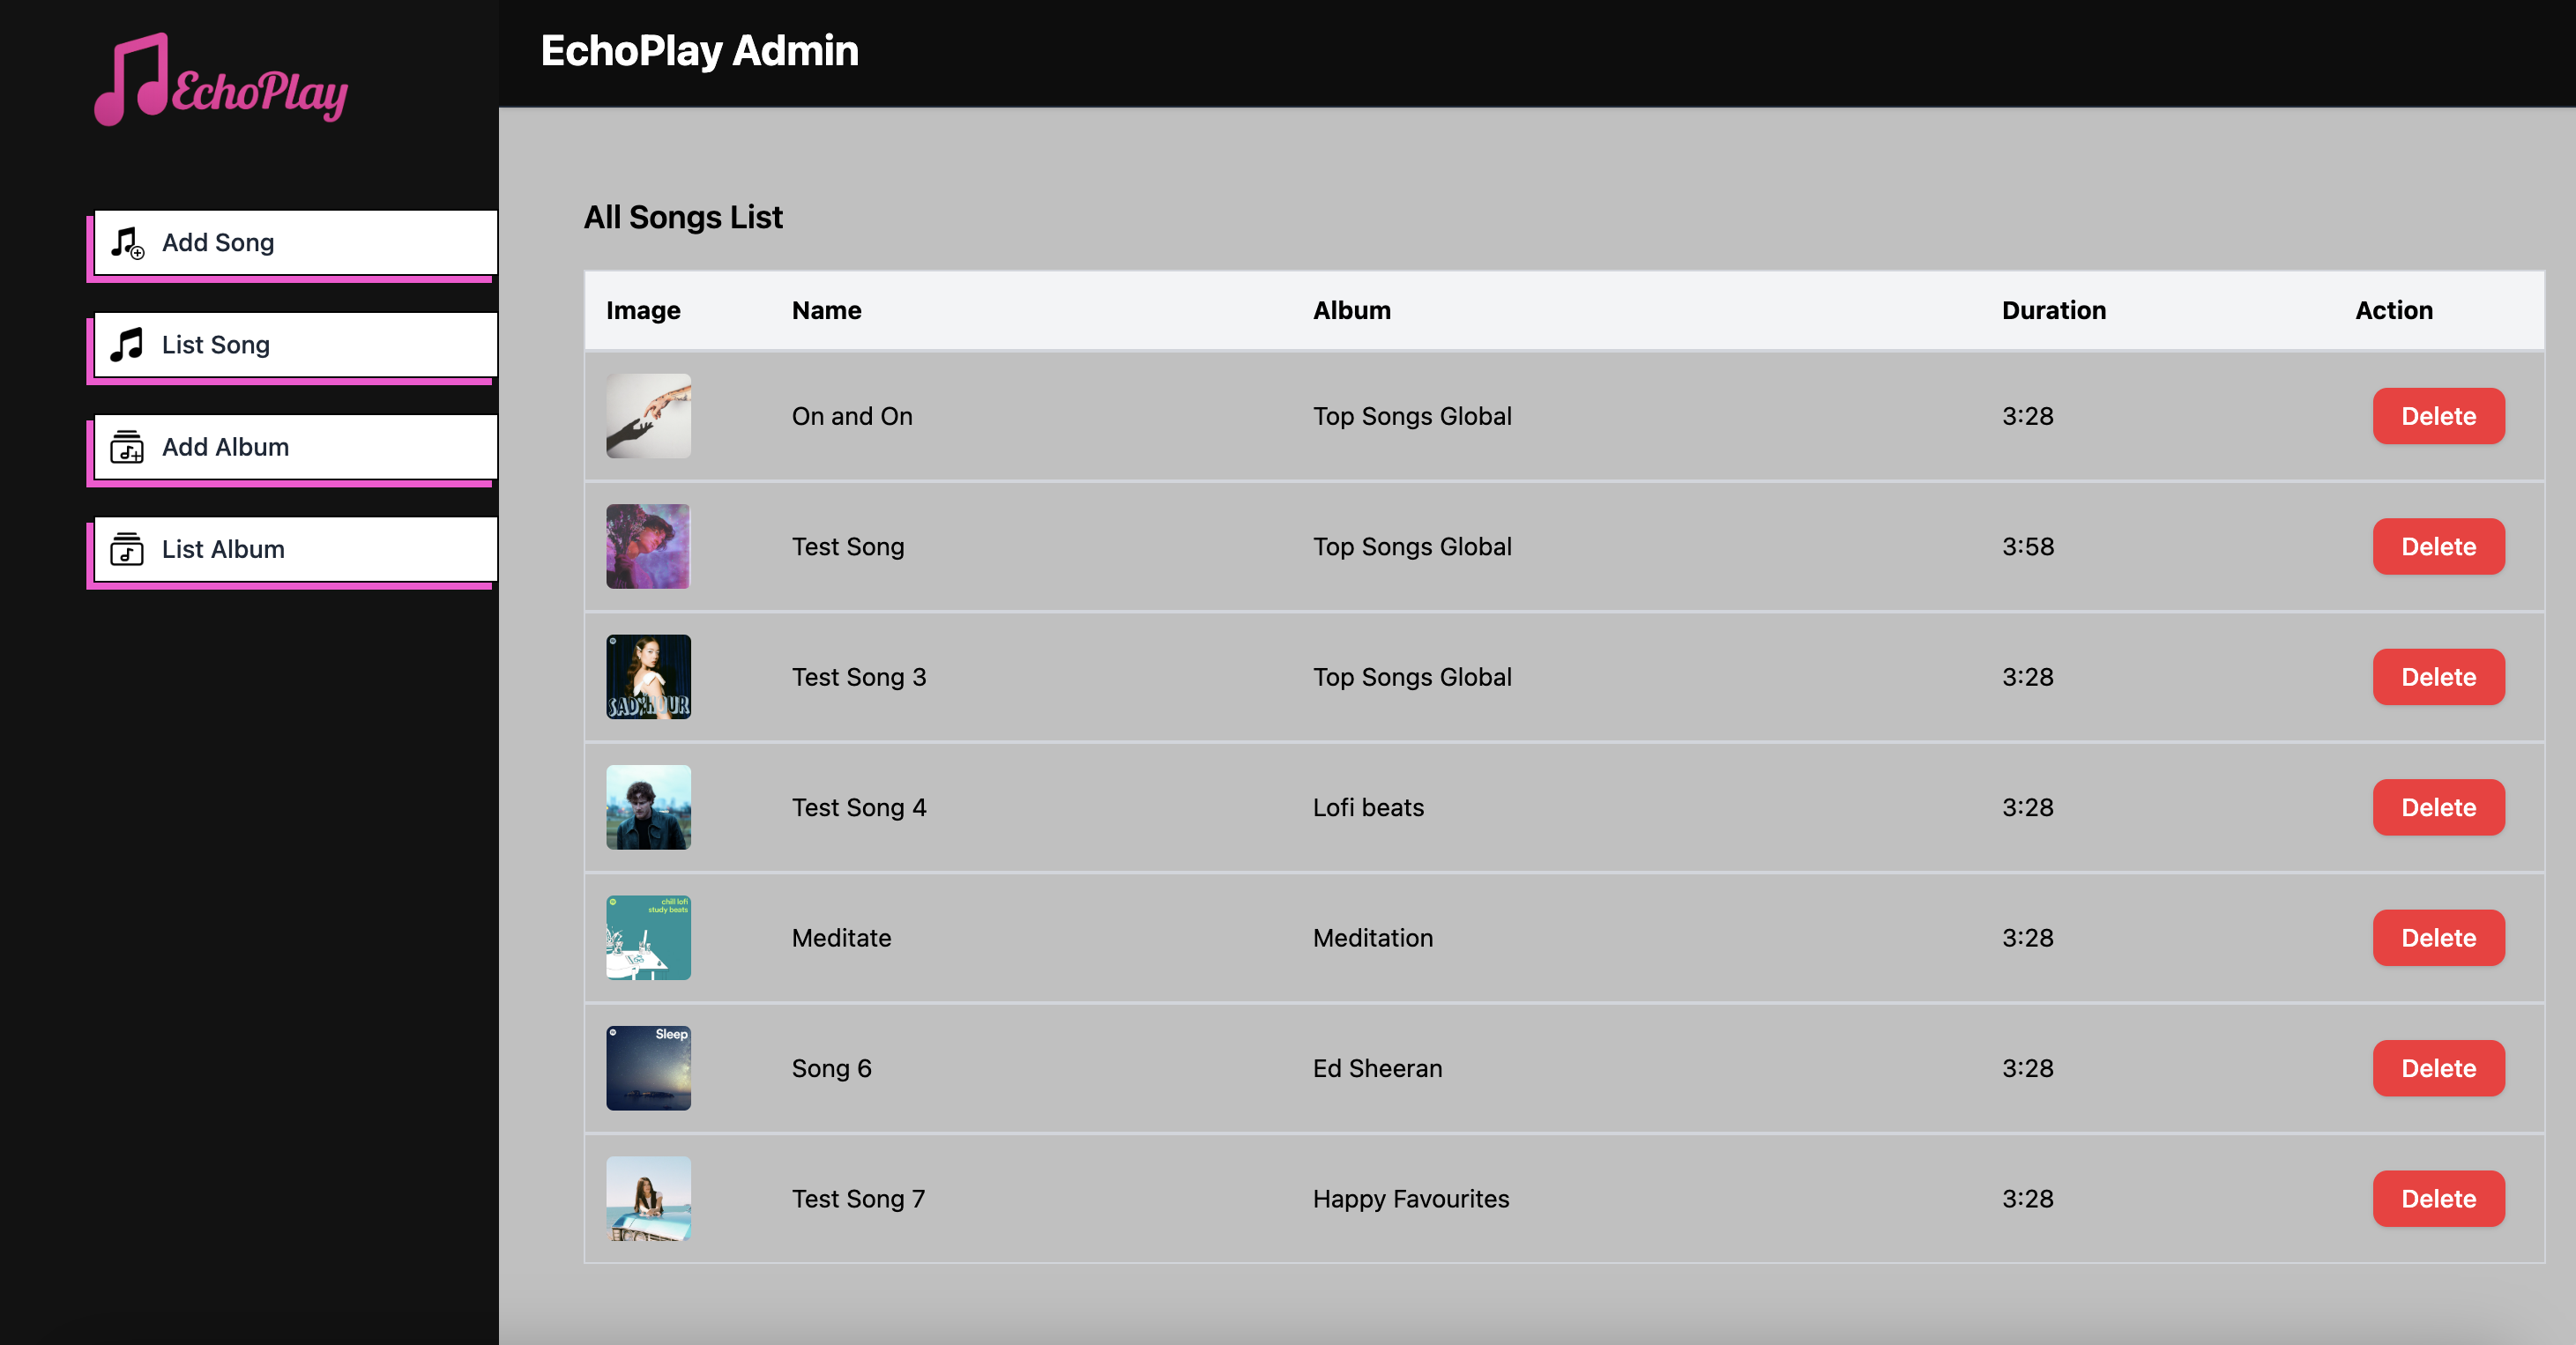 EchoPlay
EchoPlay Admin
Add Song
List Song
Add Album
List Album
All Songs List
Image Name Album Duration Action
On and On Top Songs Global 3:28 Delete
Test Song Top Songs Global 3:58 Delete
SAD HOUR
Test Song 3 Top Songs Global 3:28 Delete
Test Song 4 Lofi beats 3:28 Delete
chill lofi
study beats
Meditate Meditation 3:28 Delete
Sleep
Song 6 Ed Sheeran 3:28 Delete
Test Song 7 Happy Favourites 3:28 Delete